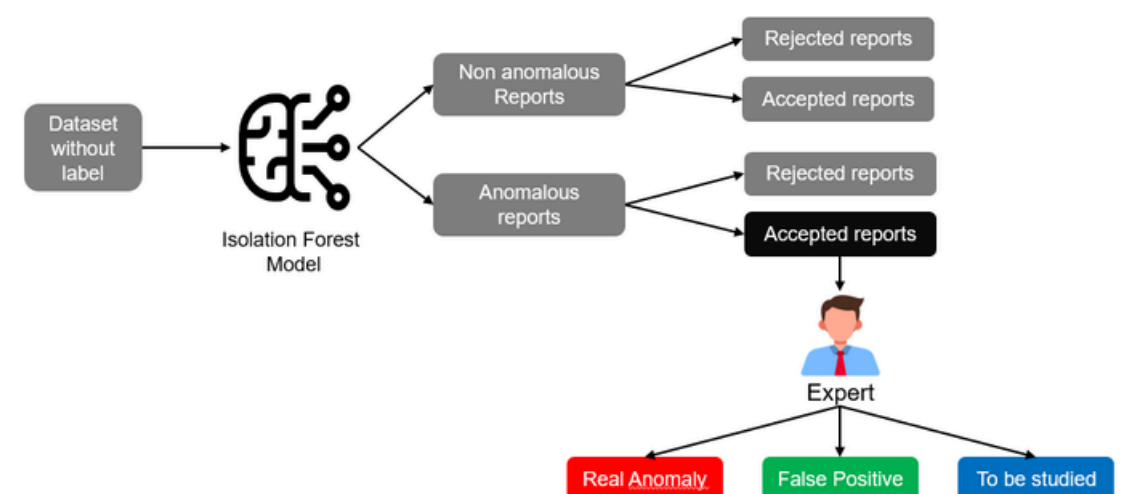 Dataset
without
label
Isolation Forest
Model
Non anomalous
Reports
Anomalous
reports
Rejected reports
Accepted reports
Rejected reports
Accepted reports
Expert
Real Anomaly
False Positive
To be studied